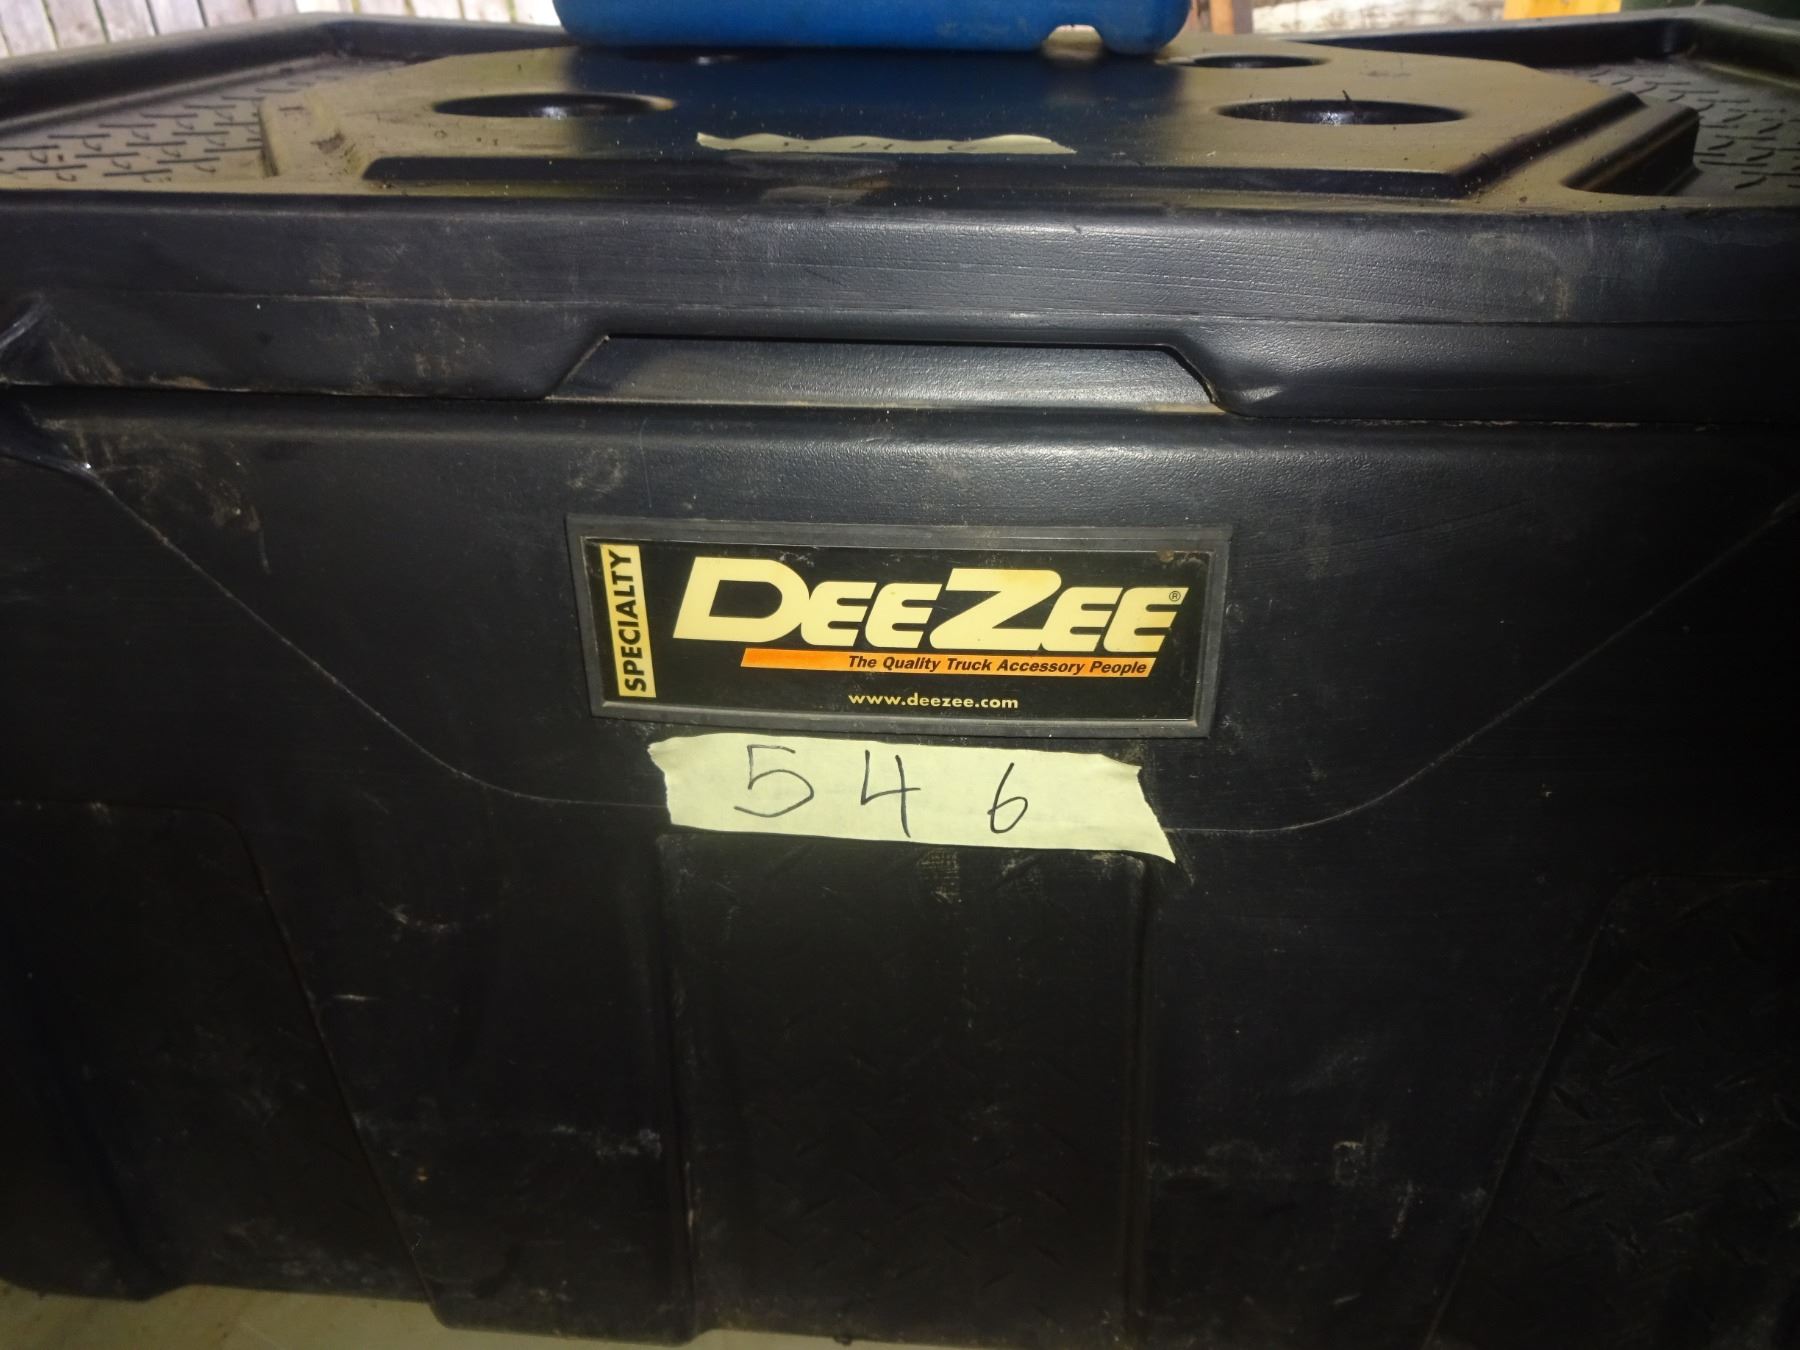 SPECIALTY
DEEZEE®
The Quality Truck Accessory People
www.deezee.com
546